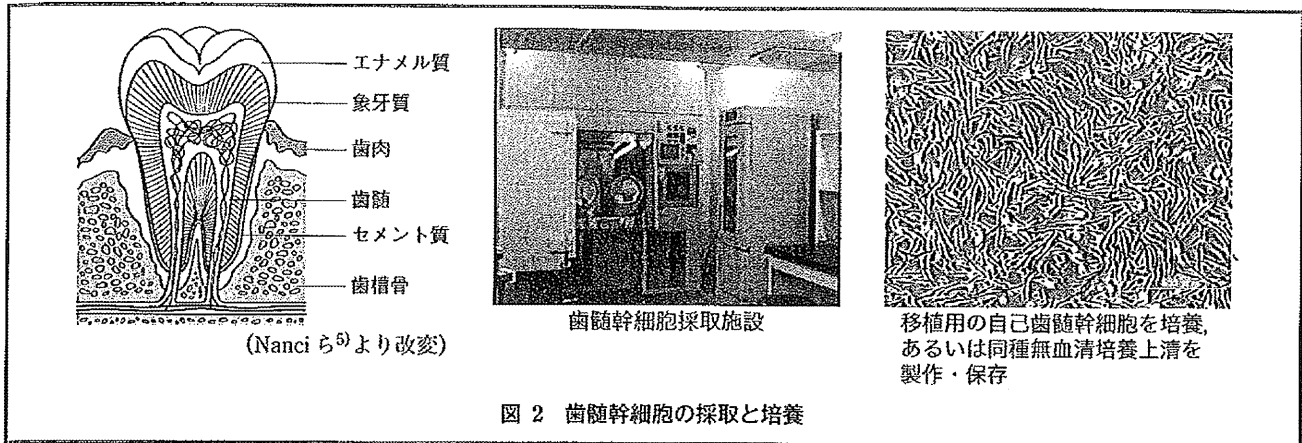 エナメル質
象牙質
歯肉
歯髄
セメント質
歯槽骨
(Nanci ら5)より改変)
歯髄幹細胞採取施設
移植用の自己歯髄幹細胞を培養,
あるいは同種無血清培養上清を
製作・保存
図 2 歯髄幹細胞の採取と培養